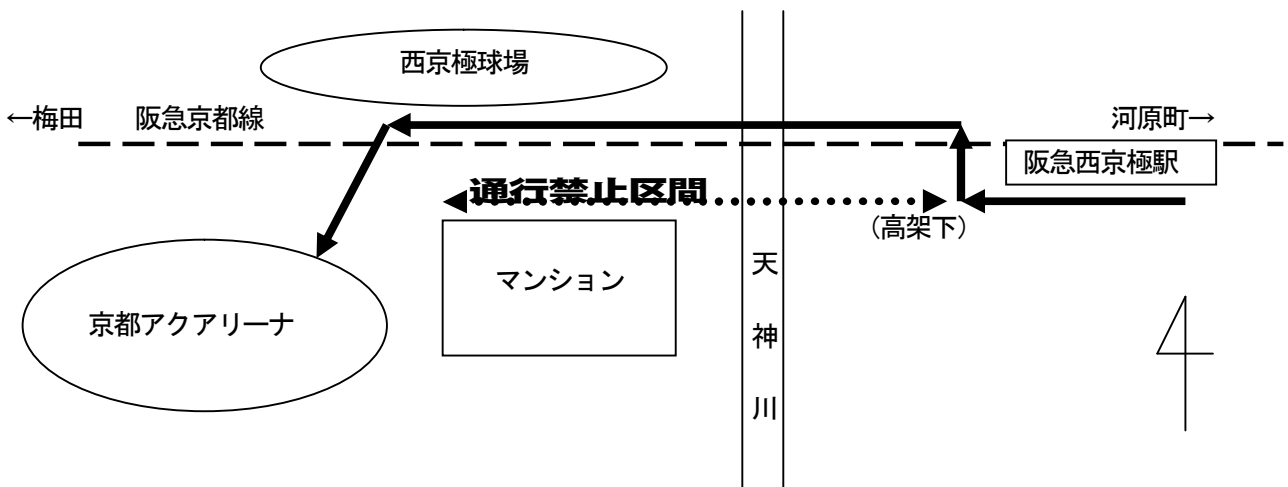 西京極球場
←梅田
阪急京都線
河原町→
阪急西京極駅
通行禁止区間
（高架下）
マンション
天神川
京都アクアリーナ